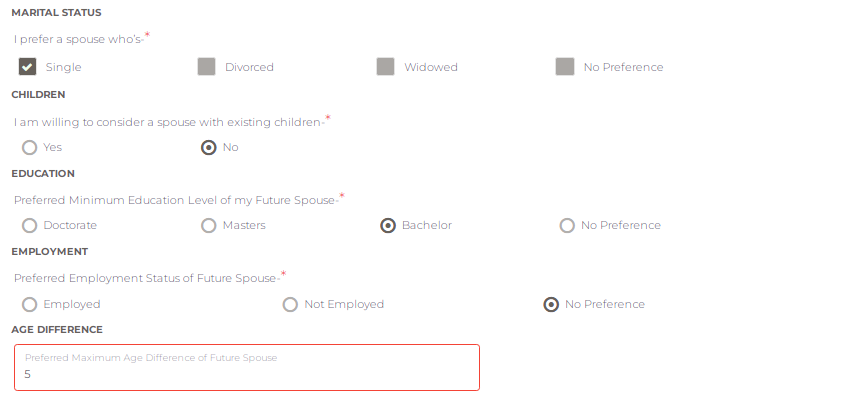 MARITAL STATUS
I prefer a spouse who's-*
Single Divorced Widowed No Preference
CHILDREN
I am willing to consider a spouse with existing children-*
Yes No
EDUCATION
Preferred Minimum Education Level of my Future Spouse-*
Doctorate Masters Bachelor No Preference
EMPLOYMENT
Preferred Employment Status of Future Spouse-*
Employed Not Employed No Preference
AGE DIFFERENCE
Preferred Maximum Age Difference of Future Spouse
5